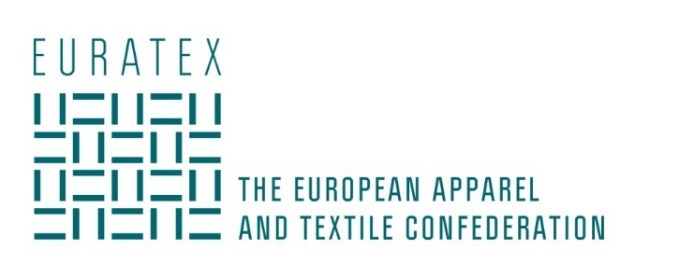 EURATEX
THE EUROPEAN APPAREL
AND TEXTILE CONFEDERATION